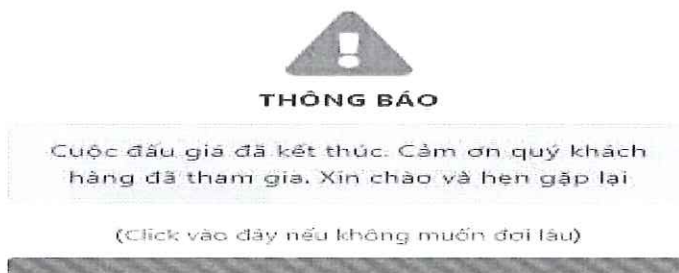 THÔNG BÁO
Cuộc đấu giá đã kết thúc. Cảm ơn quý khách
hàng đã tham gia. Xin chào và hẹn gặp lại
(Click vào đây nếu không muốn đợi lâu)